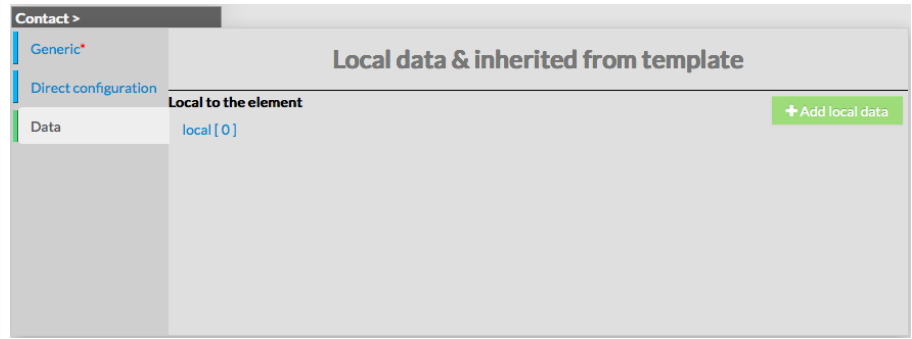 Contact >
Generic*
Direct configuration
Data
Local data & inherited from template
Local to the element
+ Add local data
local [ 0 ]